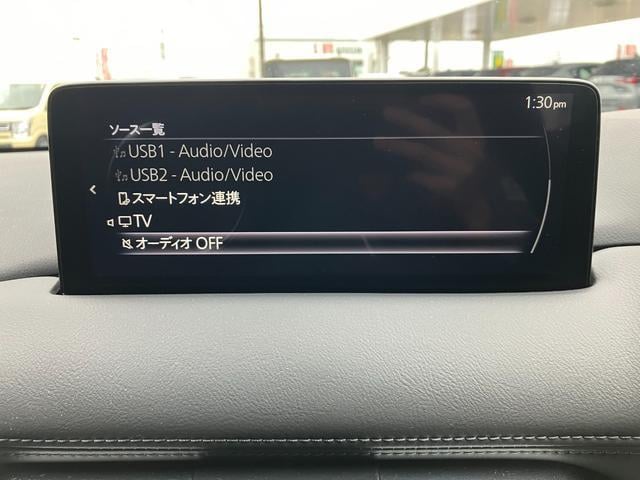 1:30pm
ソース一覧
USB1 - Audio/Video
USB2 - Audio/Video
スマートフォン連携
TV
オーディオ OFF